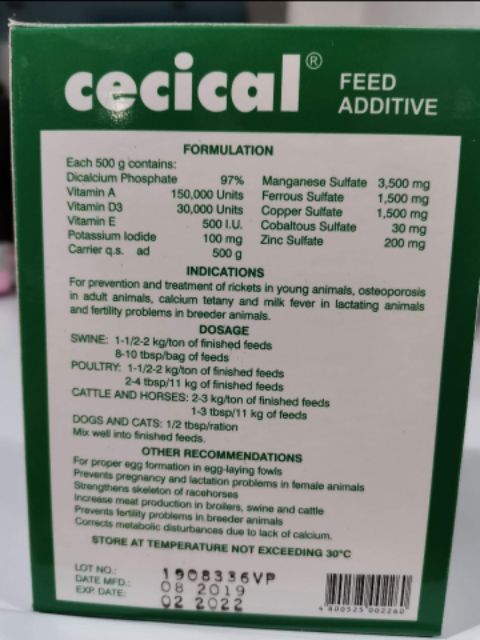 cecical®
FEED
ADDITIVE
FORMULATION
Each 500 g contains:
Dicalcium Phosphate 97%
Vitamin A 150,000 Units
Vitamin D3 30,000 Units
Vitamin E 500 I.U.
Potassium Iodide 100 mg
Carrier q.s. ad 500 g
Manganese Sulfate 3,500 mg
Ferrous Sulfate 1,500 mg
Copper Sulfate 1,500 mg
Cobaltous Sulfate 30 mg
Zinc Sulfate 200 mg
INDICATIONS
For prevention and treatment of rickets in young animals, osteoporosis
in adult animals, calcium tetany and milk fever in lactating animals
and fertility problems in breeder animals.
DOSAGE
SWINE: 1-1/2-2 kg/ton of finished feeds
8-10 tbsp/bag of feeds
POULTRY: 1-1/2-2 kg/ton of finished feeds
2-4 tbsp/11 kg of finished feeds
CATTLE AND HORSES: 2-3 kg/ton of finished feeds
1-3 tbsp/11 kg of feeds
DOGS AND CATS: 1/2 tbsp/ration
Mix well into finished feeds.
OTHER RECOMMENDATIONS
For proper egg formation in egg-laying fowls
Prevents pregnancy and lactation problems in female animals
Strengthens skeleton of racehorses
Increase meat production in broilers, swine and cattle
Prevents fertility problems in breeder animals
Corrects metabolic disturbances due to lack of calcium.
STORE AT TEMPERATURE NOT EXCEEDING 30°C
LOT NO.: 1908336VP
DATE MFD.: 08 2019
EXP. DATE: 02 2022
4 800525 002260